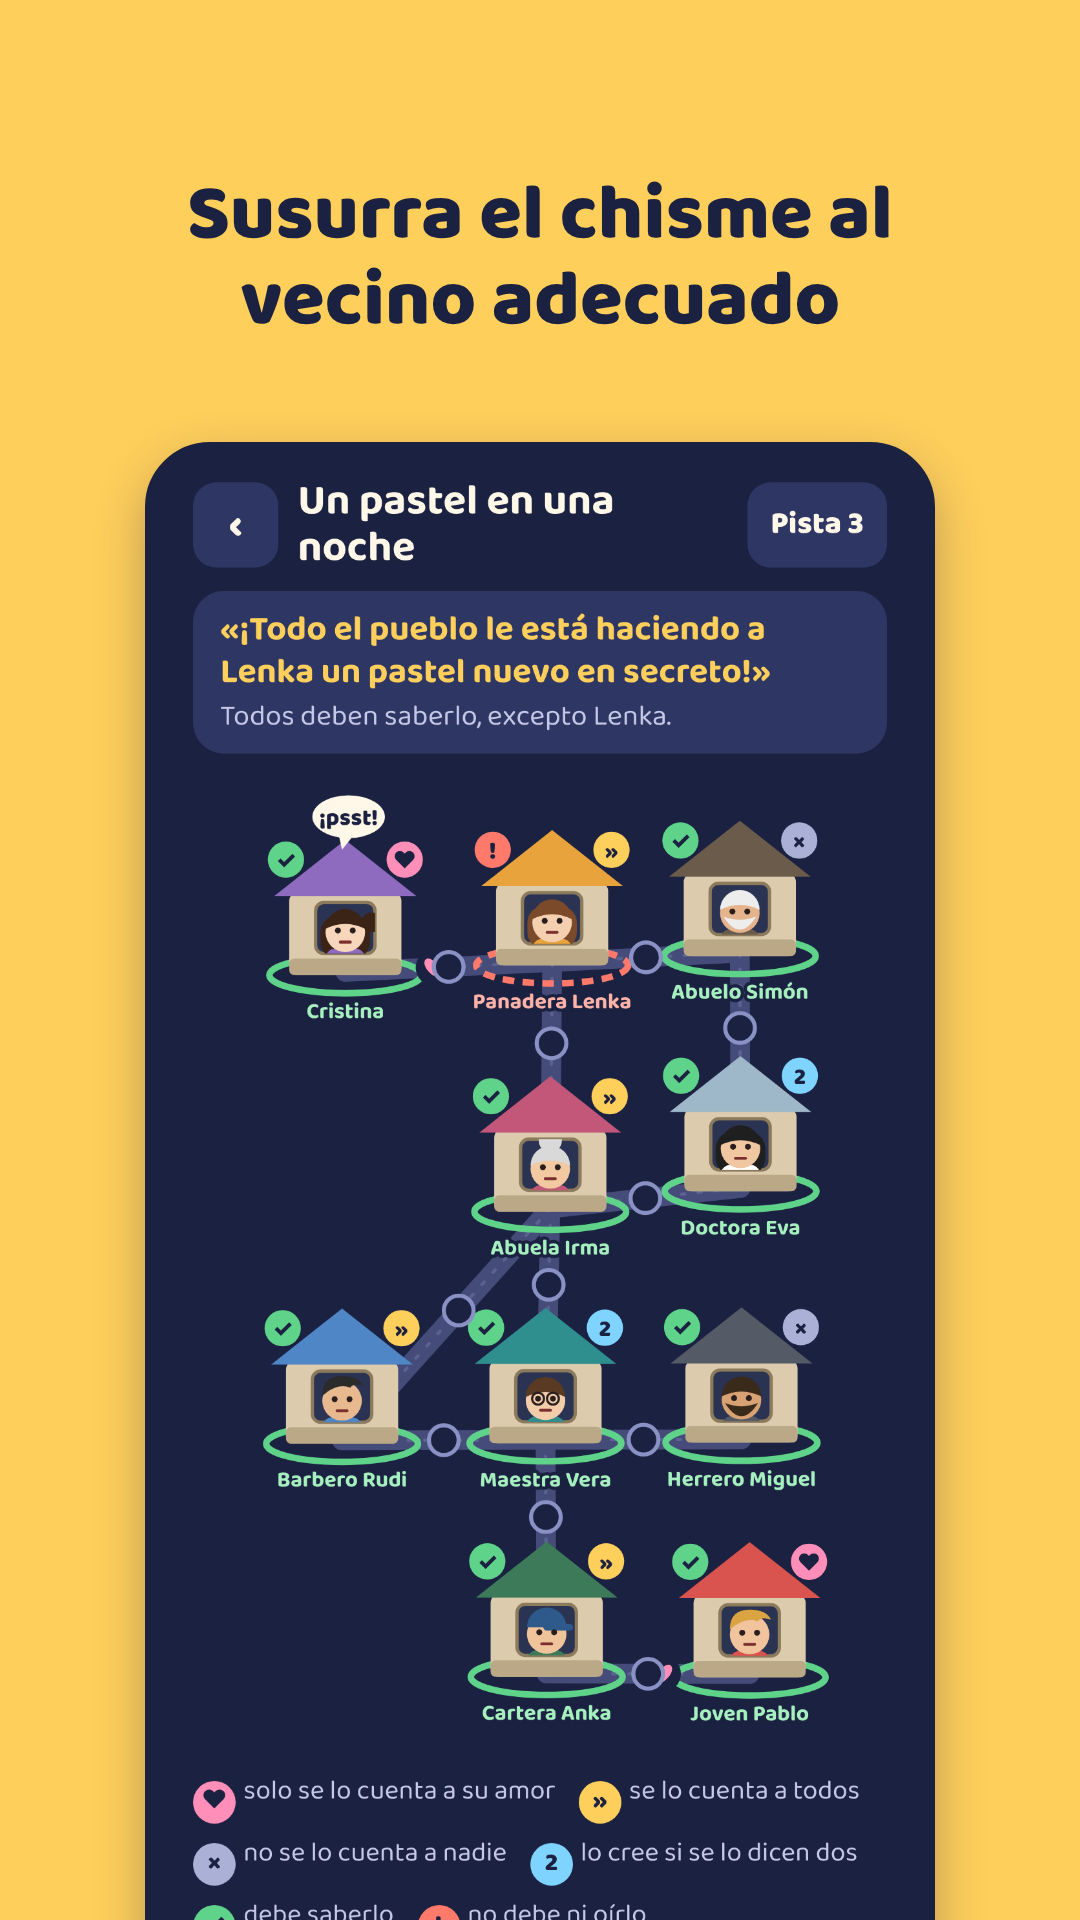 Susurra el chisme al
vecino adecuado
‹
Un pastel en una
noche
Pista 3
«¡Todo el pueblo le está haciendo a
Lenka un pastel nuevo en secreto!»
Todos deben saberlo, excepto Lenka.
¡psst!
! » ×
Cristina
Panadera Lenka
Abuelo Simón
» 2
Abuela Irma
Doctora Eva
» 2 ×
Barbero Rudi
Maestra Vera
Herrero Miguel
»
Cartera Anka
Joven Pablo
solo se lo cuenta a su amor
» se lo cuenta a todos
× no se lo cuenta a nadie
2 lo cree si se lo dicen dos
debe saberlo
! no debe ni oírlo